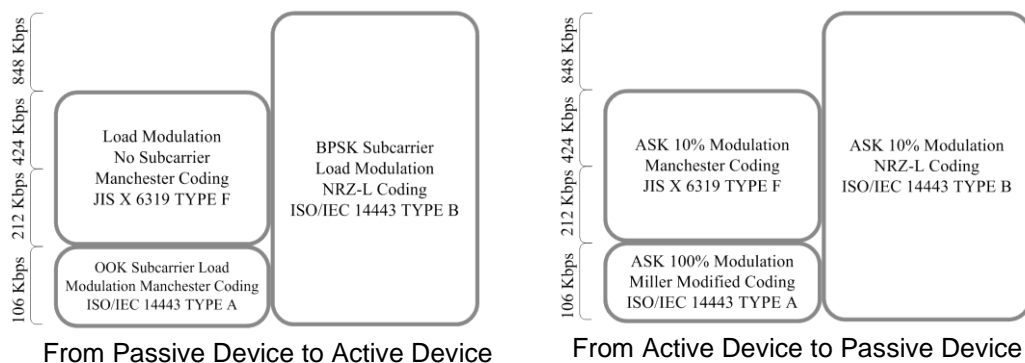 848 Kbps
424 Kbps
212 Kbps
106 Kbps
Load Modulation
No Subcarrier
Manchester Coding
JIS X 6319 TYPE F
OOK Subcarrier Load
Modulation Manchester Coding
ISO/IEC 14443 TYPE A
BPSK Subcarrier
Load Modulation
NRZ-L Coding
ISO/IEC 14443 TYPE B
From Passive Device to Active Device
848 Kbps
424 Kbps
212 Kbps
106 Kbps
ASK 10% Modulation
Manchester Coding
JIS X 6319 TYPE F
ASK 100% Modulation
Miller Modified Coding
ISO/IEC 14443 TYPE A
ASK 10% Modulation
NRZ-L Coding
ISO/IEC 14443 TYPE B
From Active Device to Passive Device